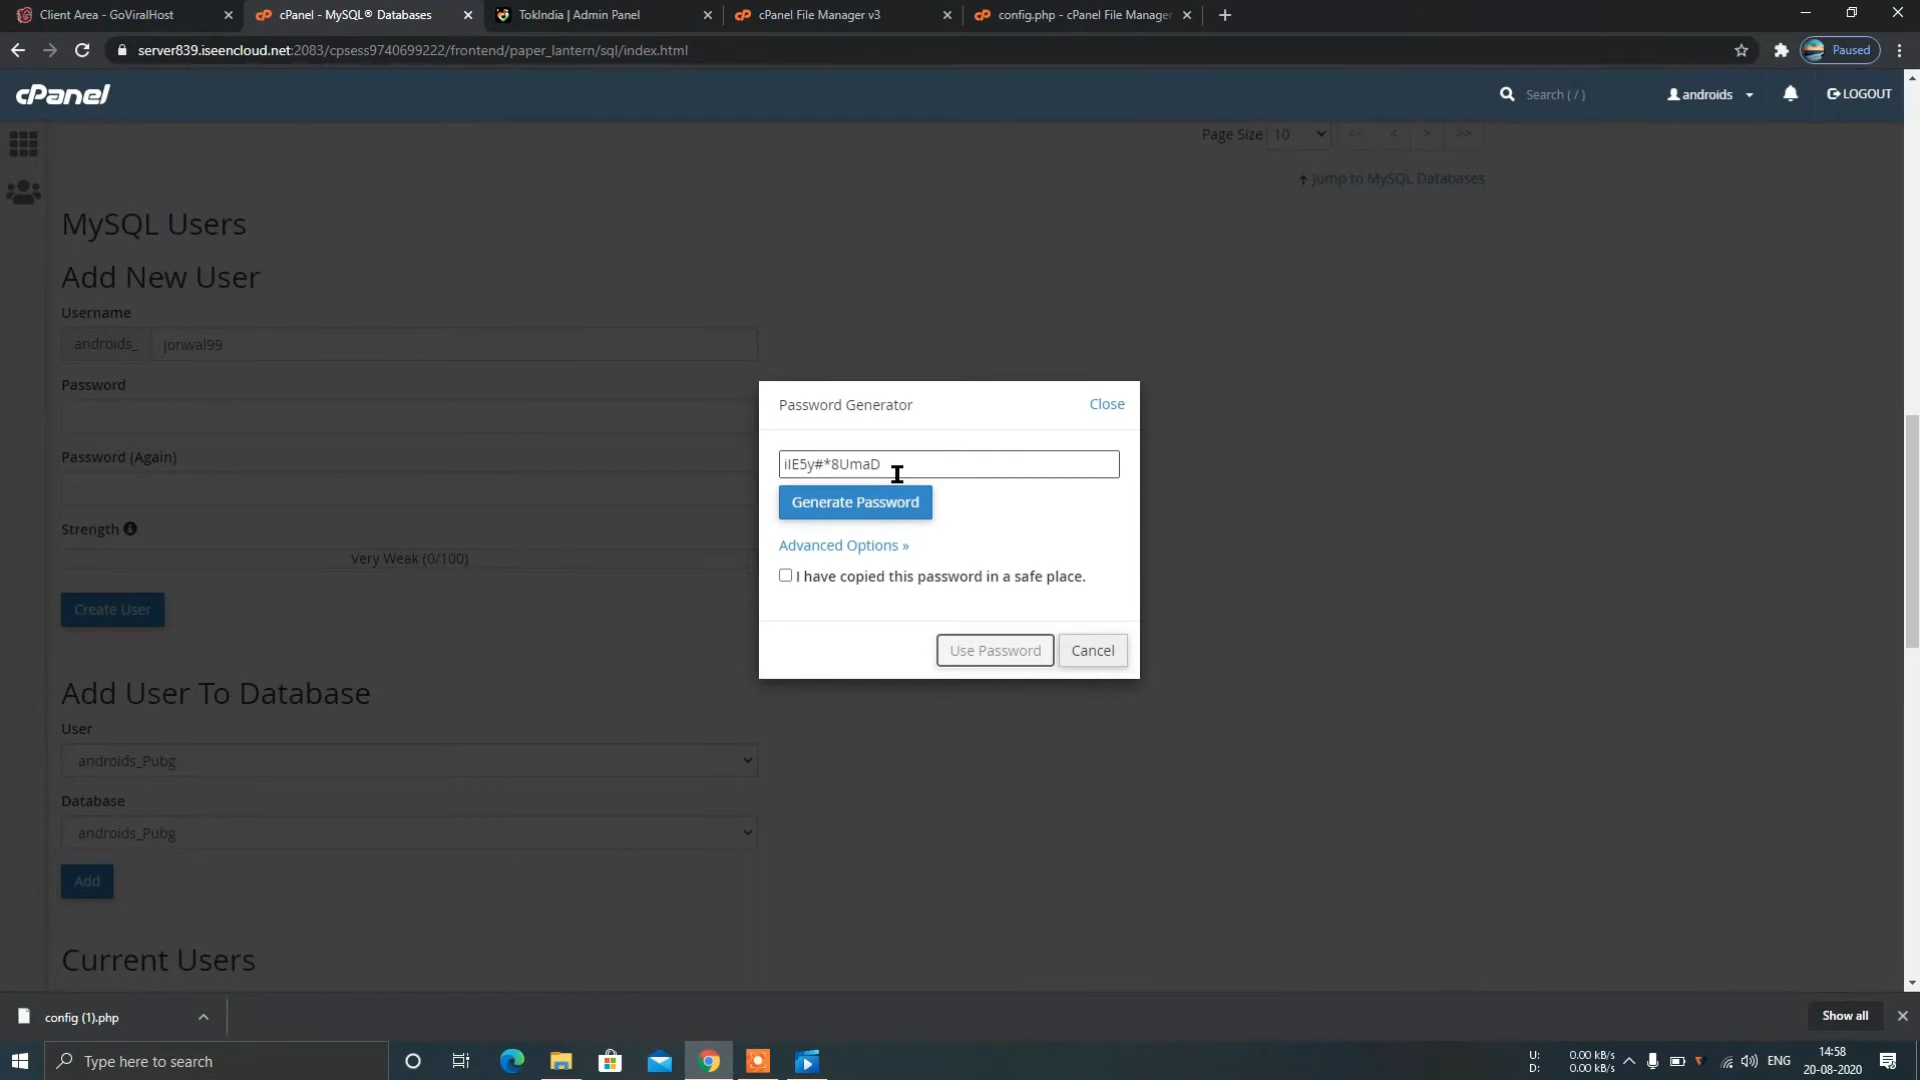 Client Area - GoViralHost
cPanel - MySQL® Databases
TokIndia | Admin Panel
cPanel File Manager v3
config.php - cPanel File Manager
server839.iseencloud.net:2083/cpsess9740699222/frontend/paper_lantern/sql/index.html
Paused
cPanel
Search ( / )
androids
LOGOUT
Page Size 10 << < > >>
Jump to MySQL Databases
MySQL Users
Add New User
Username
androids_ jonwal99
Password
Password (Again)
Strength
Very Weak (0/100)
Create User
Password Generator
Close
iIE5y#*8UmaD
Generate Password
Advanced Options »
I have copied this password in a safe place.
Use Password
Cancel
Add User To Database
User
androids_Pubg
Database
androids_Pubg
Add
Current Users
config (1).php
Show all
Type here to search
U: 0.00 kB/s
D: 0.00 kB/s
ENG
14:58
20-08-2020